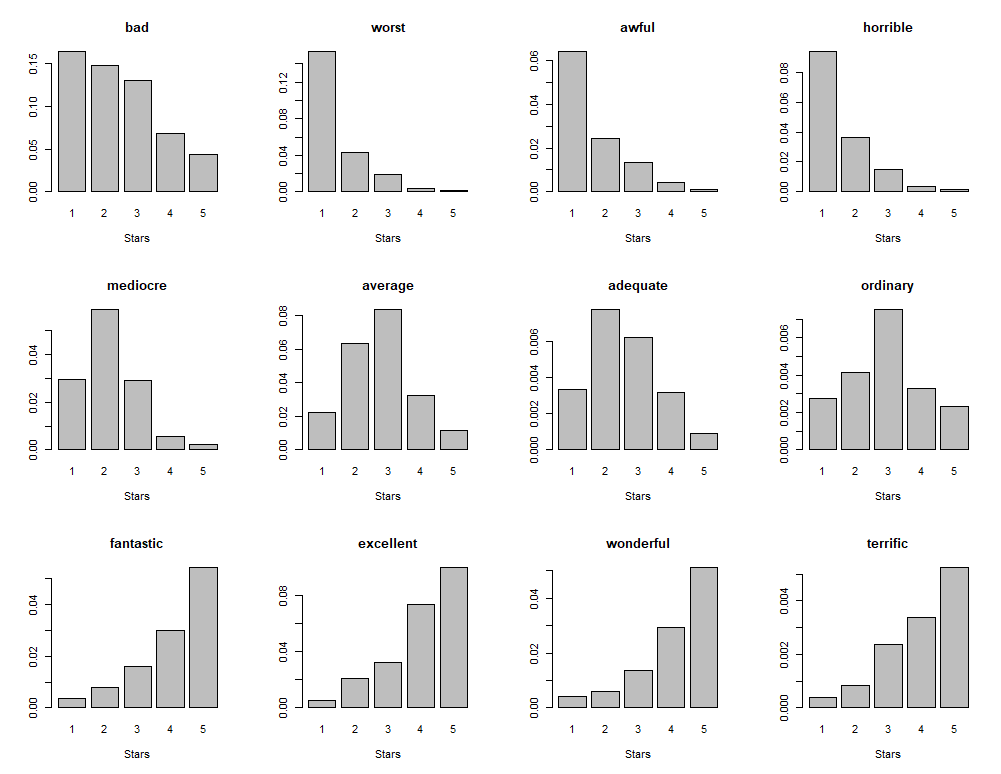 bad worst awful horrible
0.00 0.05 0.10 0.15
0.00 0.04 0.08 0.12
0.00 0.02 0.04 0.06
0.00 0.02 0.04 0.06 0.08
1 2 3 4 5 1 2 3 4 5 1 2 3 4 5 1 2 3 4 5
Stars Stars Stars Stars
mediocre average adequate ordinary
0.00 0.02 0.04
0.00 0.02 0.04 0.06 0.08
0.000 0.002 0.004 0.006
0.000 0.002 0.004 0.006
1 2 3 4 5 1 2 3 4 5 1 2 3 4 5 1 2 3 4 5
Stars Stars Stars Stars
fantastic excellent wonderful terrific
0.00 0.02 0.04
0.00 0.04 0.08
0.00 0.02 0.04
0.000 0.002 0.004
1 2 3 4 5 1 2 3 4 5 1 2 3 4 5 1 2 3 4 5
Stars Stars Stars Stars